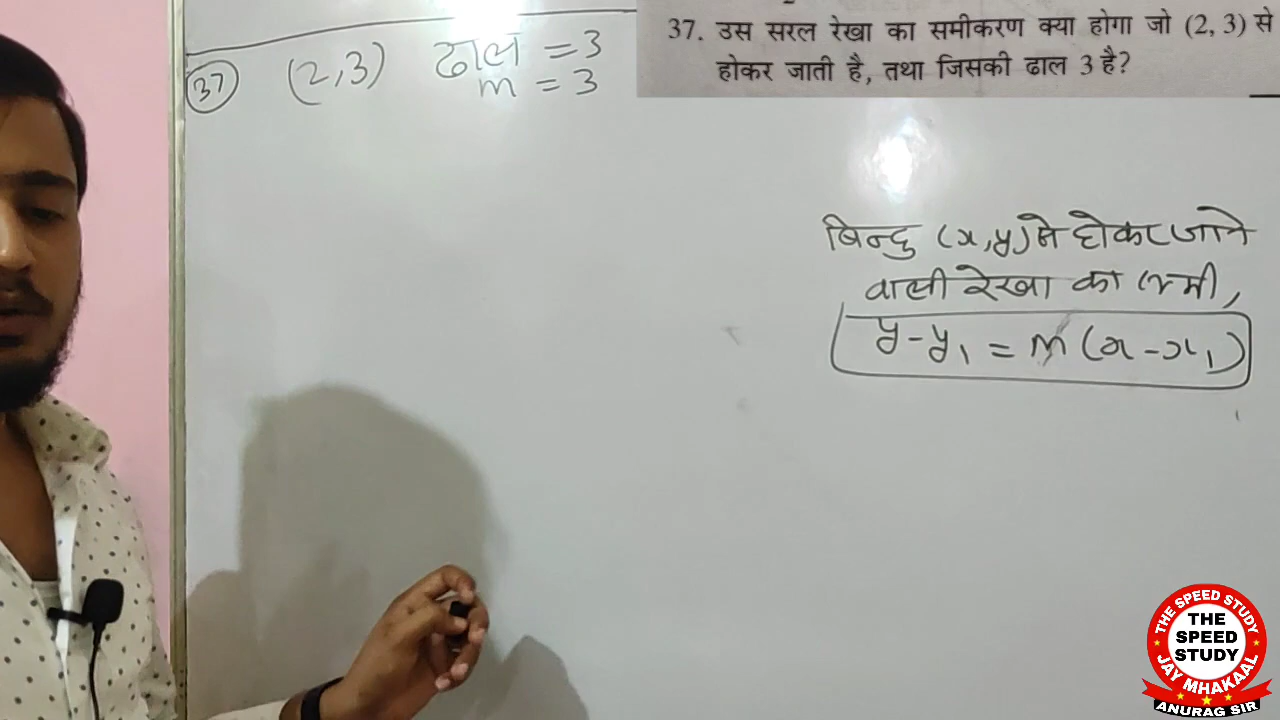 37. उस सरल रेखा का समीकरण क्या होगा जो (2, 3) से
होकर जाती है, तथा जिसकी ढाल 3 है?
37 (2,3) ढाल = 3
m = 3
बिन्दु (x,y) से होकर जाने
वाली रेखा का समी,
y-y₁ = m(x-x₁)
THE SPEED STUDY
THE
SPEED
STUDY
JAY MHAKAAL
ANURAG SIR